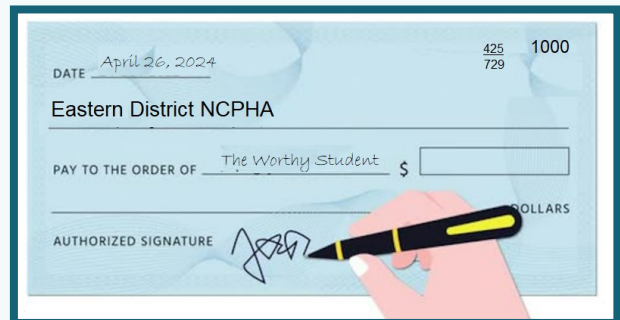 425 1000
729
DATE April 26, 2024
Eastern District NCPHA
PAY TO THE ORDER OF The Worthy Student $
DOLLARS
AUTHORIZED SIGNATURE